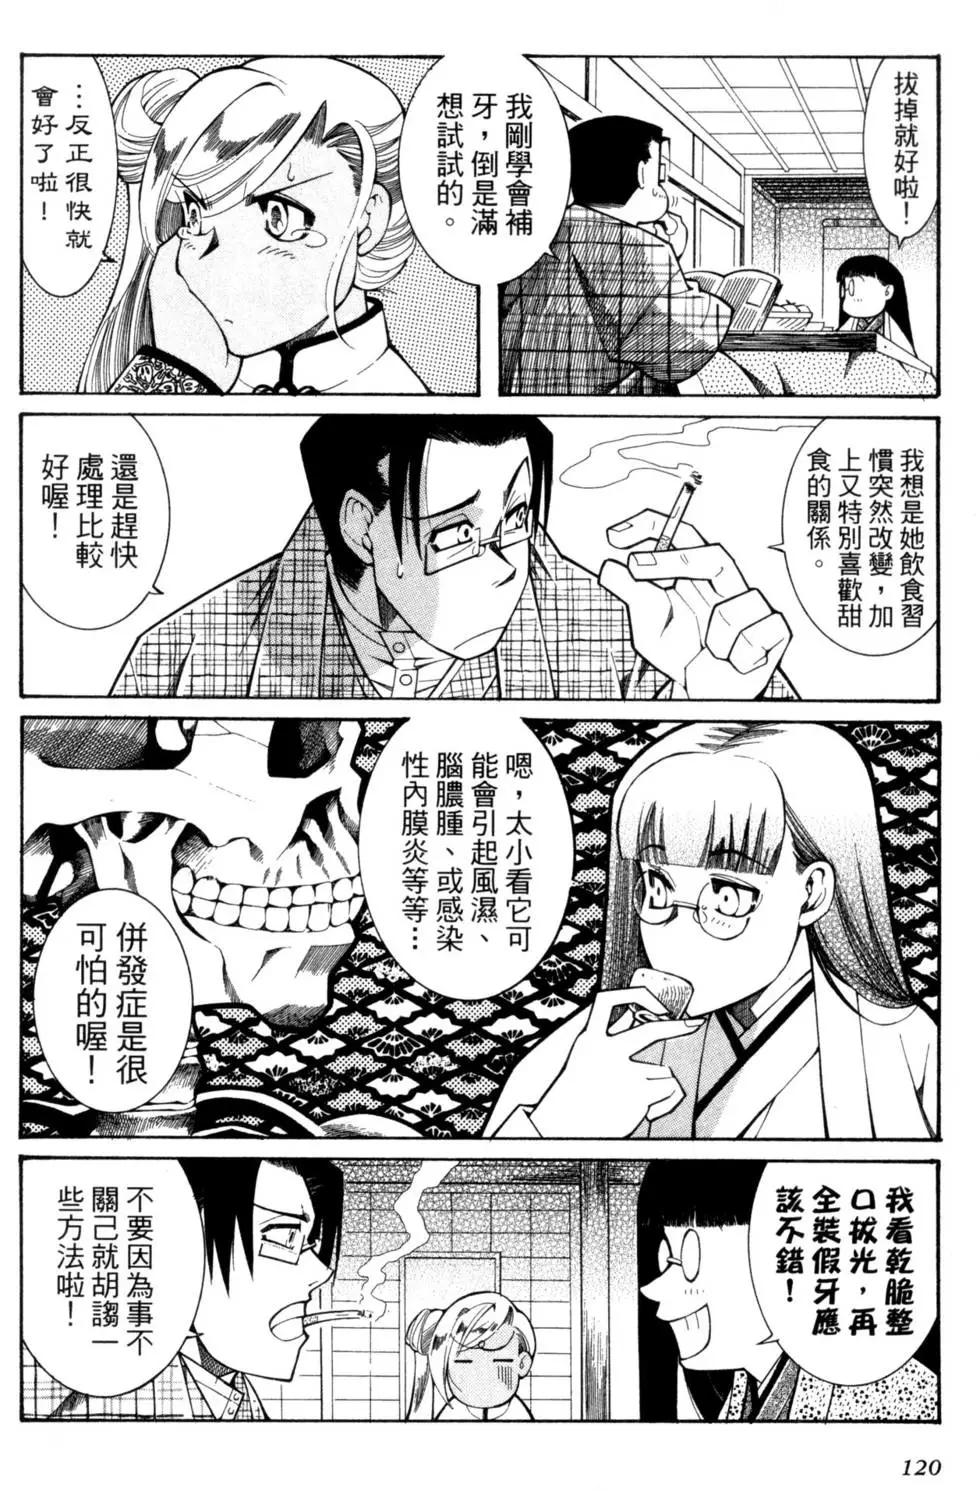 拔掉就好啦！
我剛學會補
牙，倒是滿
想試試的。
…反正很快就
會好了啦！
我想是她飲食習
慣突然改變，加
上又特別喜歡甜
食的關係。
還是趕快
處理比較
好喔！
嗯，太小看它可
能會引起風濕、
腦膿腫、或感染
性內膜炎等等…
併發症是很
可怕的喔！
我看乾脆整
口拔光，再
全裝假牙應
該不錯！
不要因為事不
關己就胡謅一
些方法啦！
120